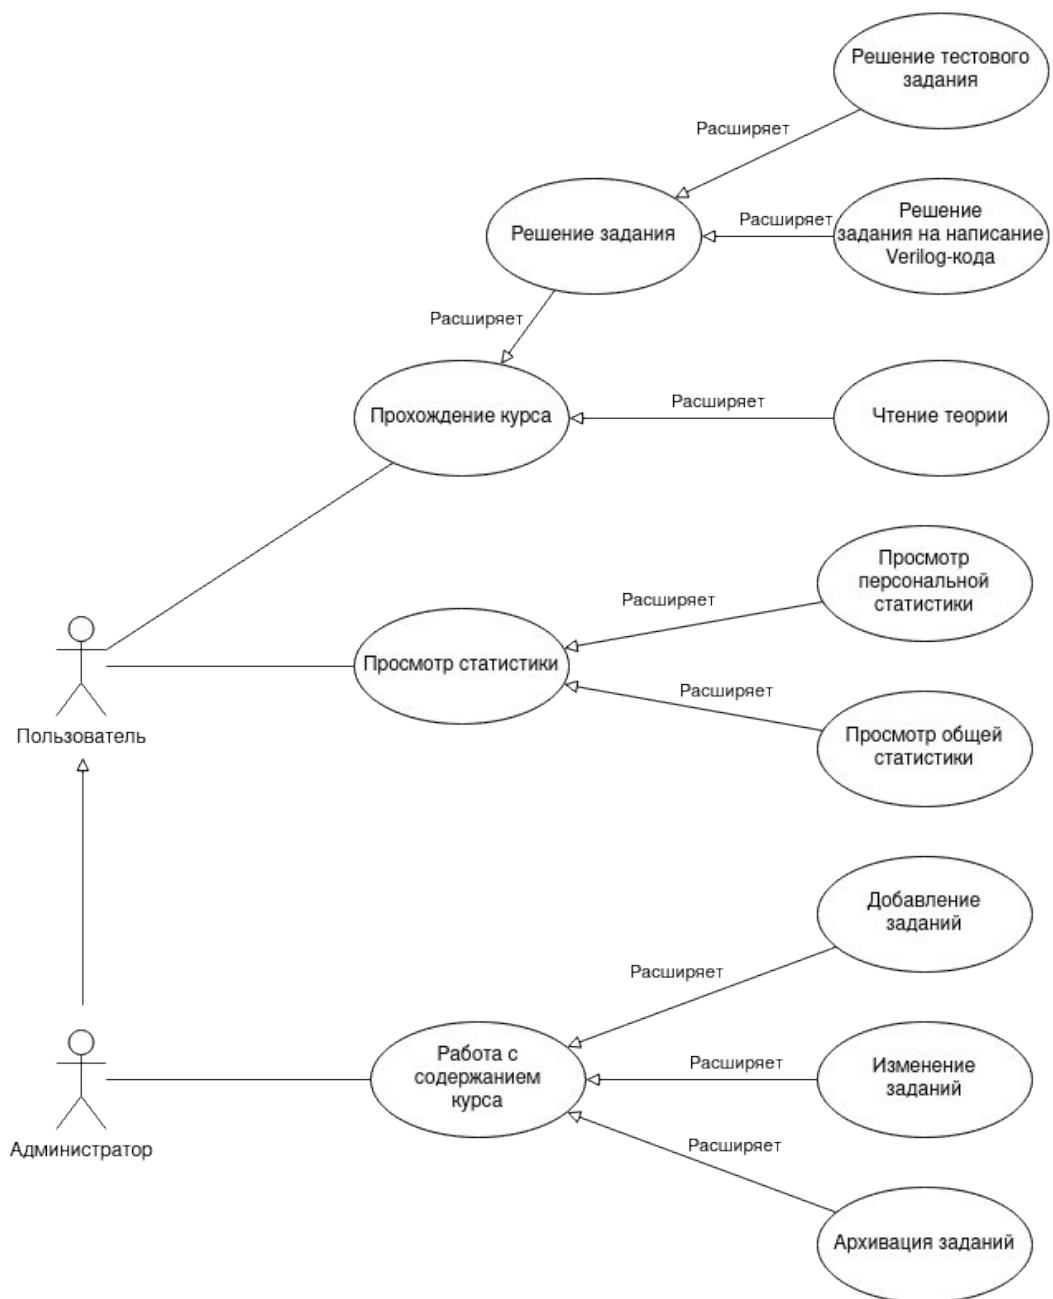 Решение тестового
задания
Расширяет
Решение задания
Расширяет
Решение
задания на написание
Verilog-кода
Расширяет
Прохождение курса
Расширяет
Чтение теории
Просмотр
персональной
статистики
Расширяет
Просмотр статистики
Расширяет
Пользователь
Просмотр общей
статистики
Добавление
заданий
Расширяет
Работа с
содержанием
курса
Расширяет
Изменение
заданий
Администратор
Расширяет
Архивация заданий